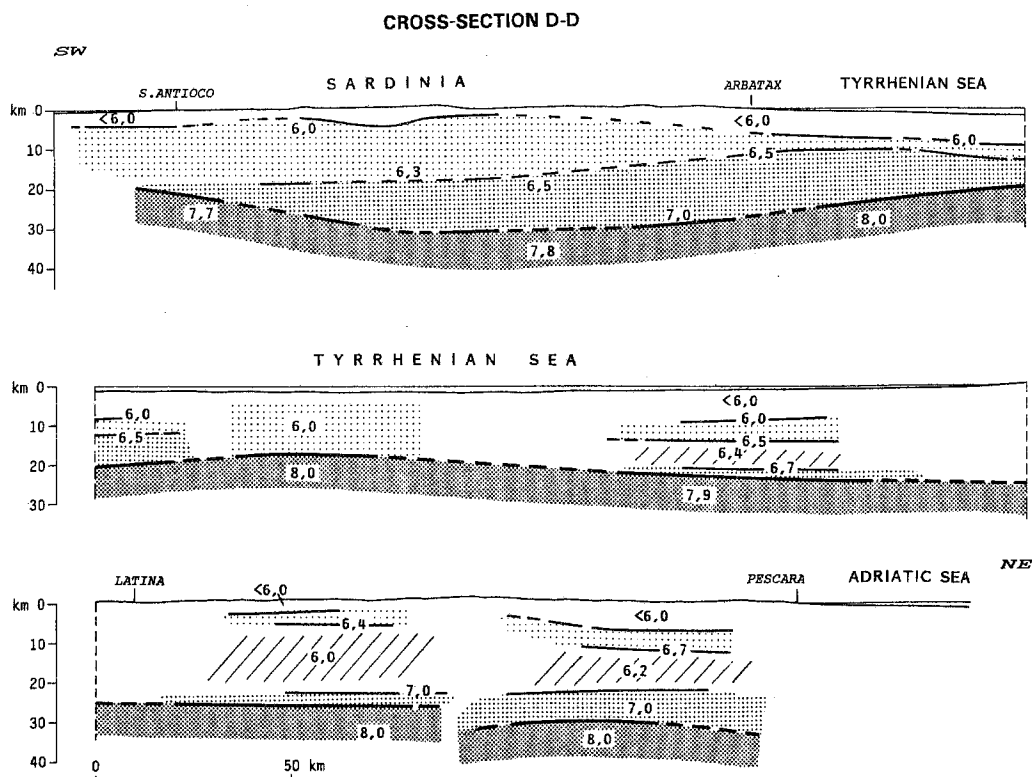 CROSS-SECTION D-D
SW
S.ANTIOCO SARDINIA ARBATAX TYRRHENIAN SEA
km 0
<6,0 6,0 <6,0 6,0
10
6,3 6,5 6,5
20
7,7 7,0 8,0
30
7,8
40
TYRRHENIAN SEA
km 0
<6,0
6,0 6,0
10
6,0
6,5 6,5
6,4
20
8,0 6,7
7,9
30
NE
LATINA PESCARA ADRIATIC SEA
<6,0
km 0
<6,0
6,4
10
6,0 6,7
6,2
20
7,0
7,0
30
8,0 8,0
40
0 50 km